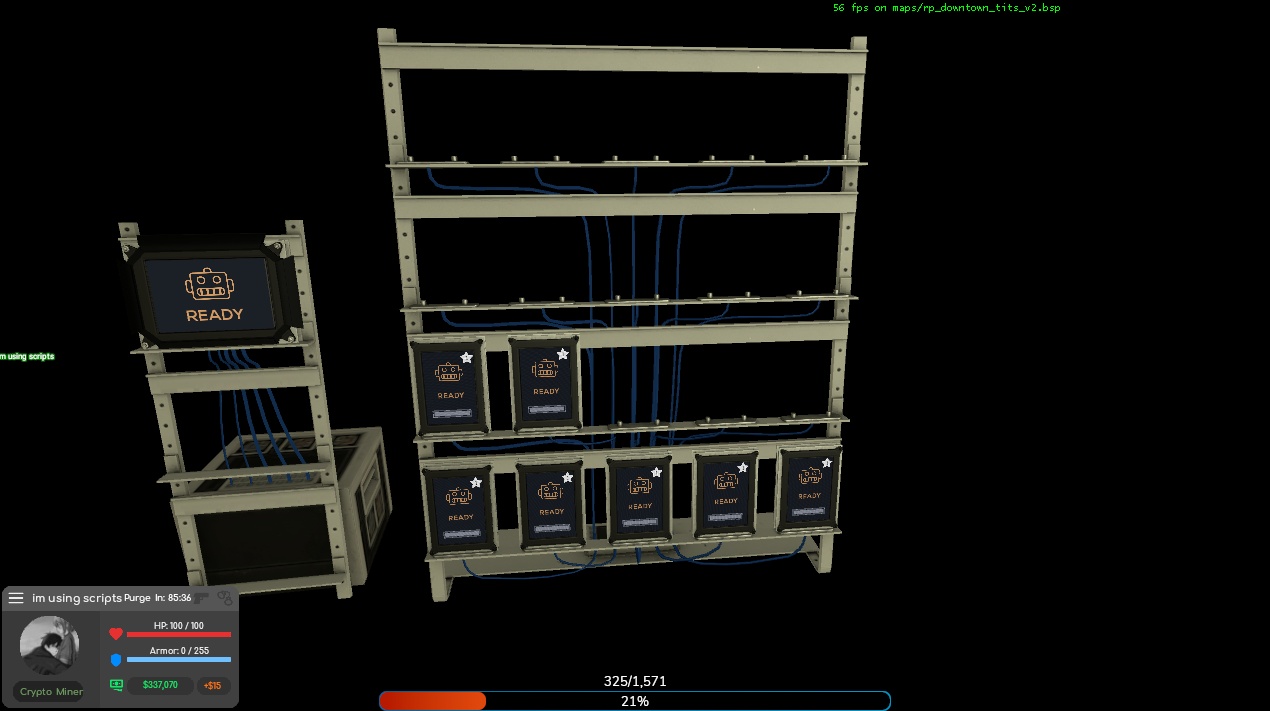 56 fps on maps/rp_downtown_tits_v2.bsp
READY
m using scripts
READY
READY
READY
READY
READY
READY
READY
im using scripts Purge In: 85:36
HP: 100 / 100
Armor: 0 / 255
Crypto Miner
$337,070
+$15
325/1,571
21%